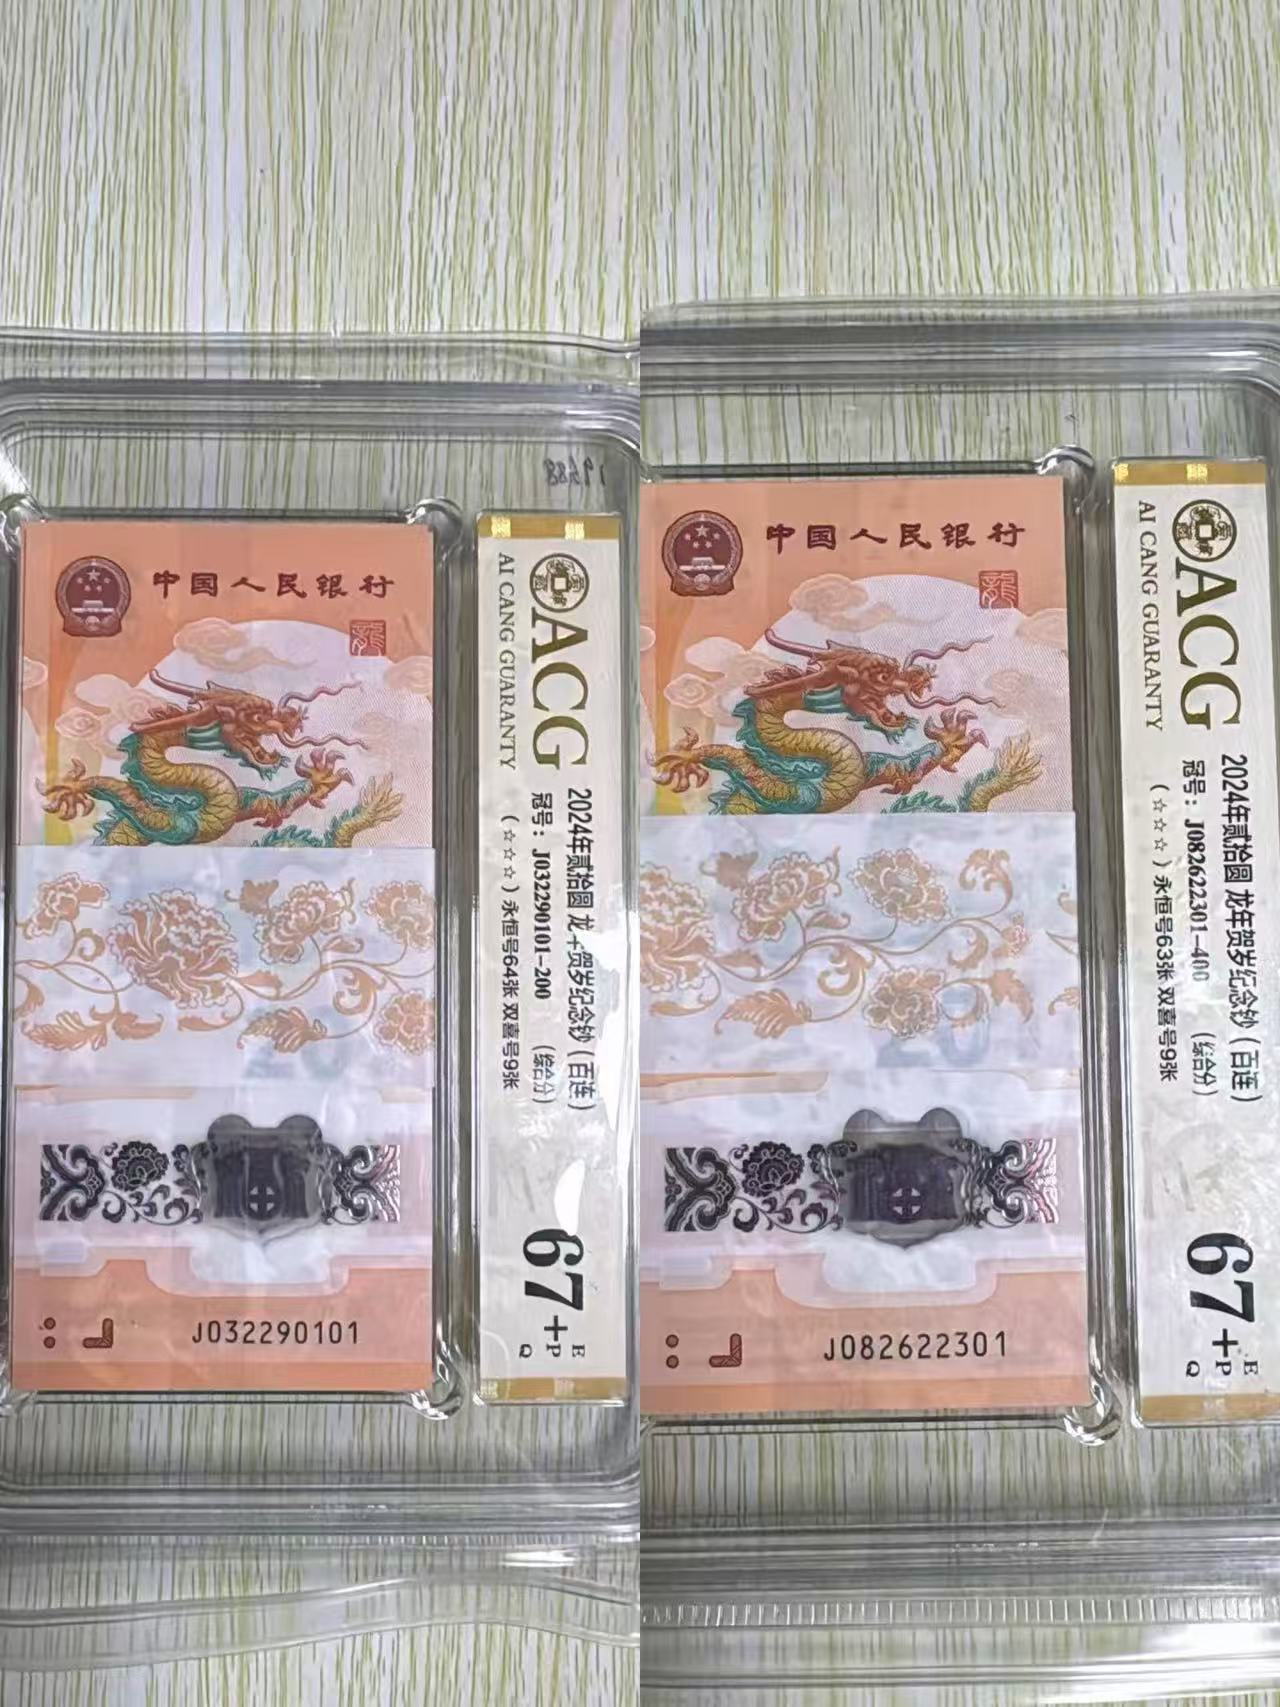 中国人民银行
龍
J032290101
ACG
AI CANG GUARANTY
2024年贰拾圆 龙+贺岁纪念钞（百连）
冠号：J032290101-200 （综合分）
（☆☆☆）永恒号64张 双喜号9张
67+
E
P
Q
中国人民银行
龍
J082622301
ACG
AI CANG GUARANTY
2024年贰拾圆 龙年贺岁纪念钞（百连）
冠号：J082622301-400 （综合分）
（☆☆☆）永恒号63张 双喜号9张
67+
E
P
Q